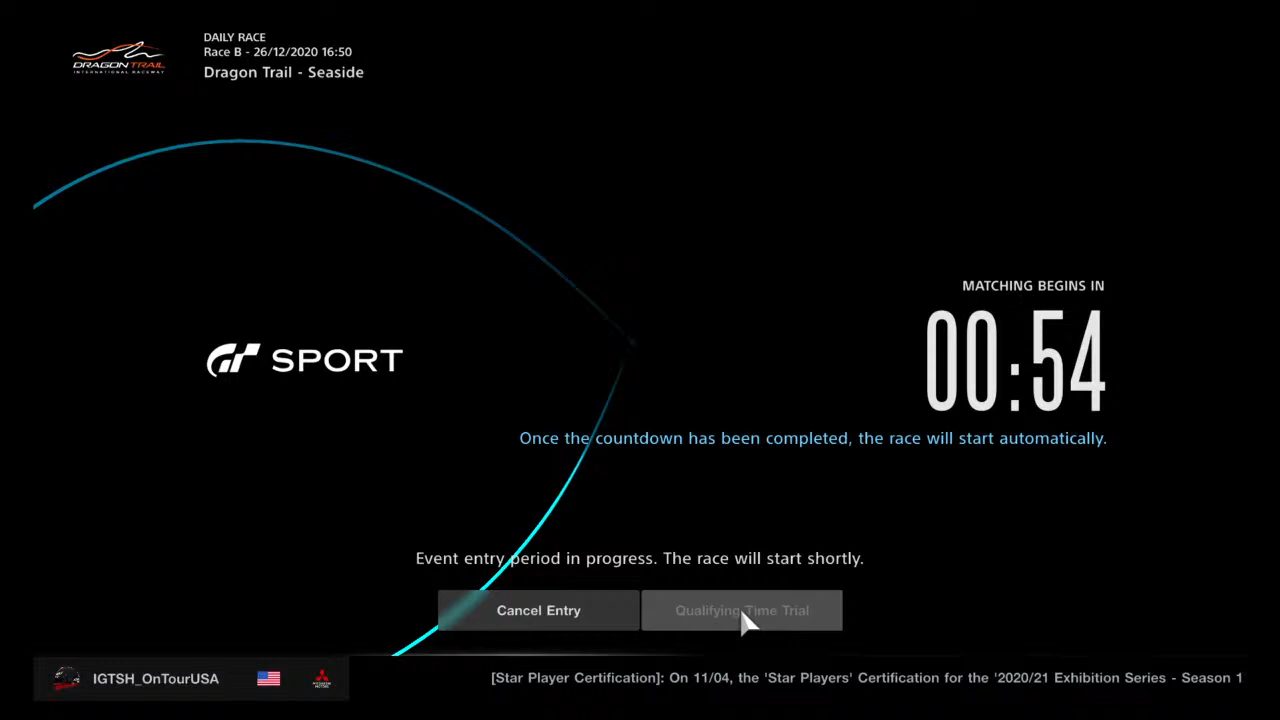 DRAGON TRAIL
INTERNATIONAL RACEWAY
DAILY RACE
Race B - 26/12/2020 16:50
Dragon Trail - Seaside
MATCHING BEGINS IN
00:54
GT SPORT
Once the countdown has been completed, the race will start automatically.
Event entry period in progress. The race will start shortly.
Cancel Entry
Qualifying Time Trial
IGTSH_OnTourUSA
[Star Player Certification]: On 11/04, the 'Star Players' Certification for the '2020/21 Exhibition Series - Season 1